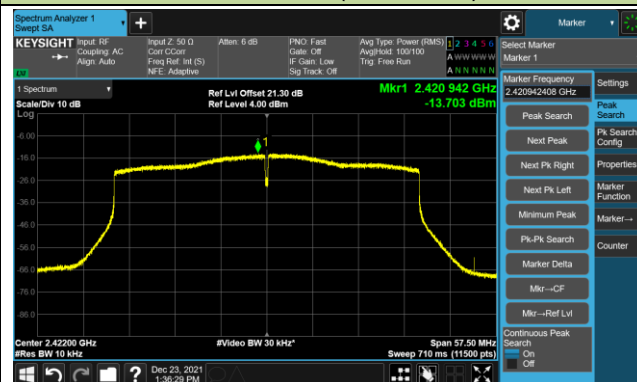 Spectrum Analyzer 1
Swept SA
+
Marker
KEYSIGHT
Input: RF
Coupling: AC
Align: Auto
Input Z: 50 Ω
Corr CCorr
Freq Ref: Int (S)
NFE: Adaptive
Atten: 6 dB
PNO: Fast
Gate: Off
IF Gain: Low
Sig Track: Off
Avg Type: Power (RMS)
Avg|Hold: 100/100
Trig: Free Run
1 2 3 4 5 6
A W W W W W
A N N N N N
LXI
Select Marker
Marker 1
1 Spectrum
Scale/Div 10 dB
Log
Ref Lvl Offset 21.30 dB
Ref Level 4.00 dBm
Mkr1 2.420 942 GHz
-13.703 dBm
1
-6.00
-16.0
-26.0
-36.0
-46.0
-56.0
-66.0
-76.0
-86.0
Center 2.42200 GHz
#Res BW 10 kHz
#Video BW 30 kHz*
Span 57.50 MHz
Sweep 710 ms (11500 pts)
Marker Frequency
2.420942408 GHz
Peak Search
Next Peak
Next Pk Right
Next Pk Left
Minimum Peak
Pk-Pk Search
Marker Delta
Mkr→CF
Mkr→Ref Lvl
Continuous Peak
Search
On
Off
Settings
Peak
Search
Pk Search
Config
Properties
Marker
Function
Marker→
Counter
?
Dec 23, 2021
1:36:29 PM